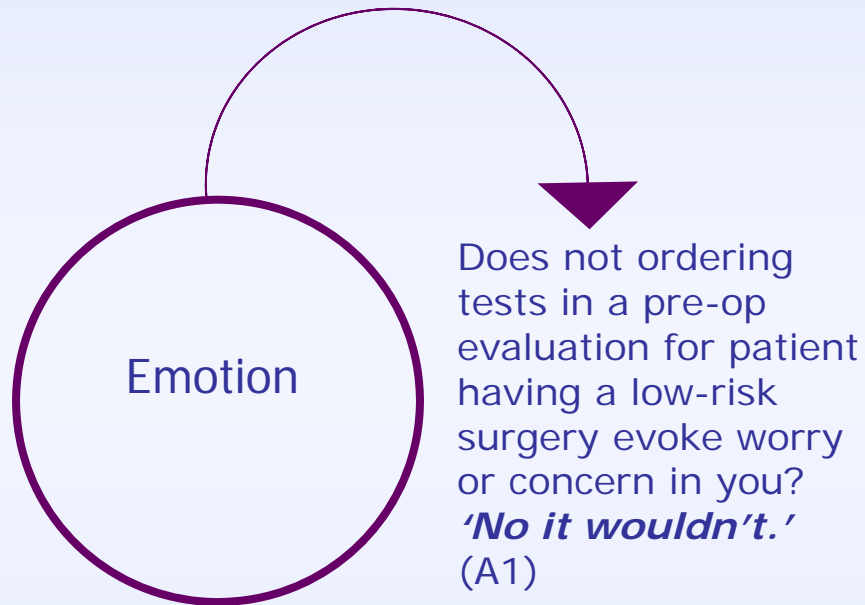 Emotion
Does not ordering
tests in a pre-op
evaluation for patient
having a low-risk
surgery evoke worry
or concern in you?
‘No it wouldn’t.’
(A1)